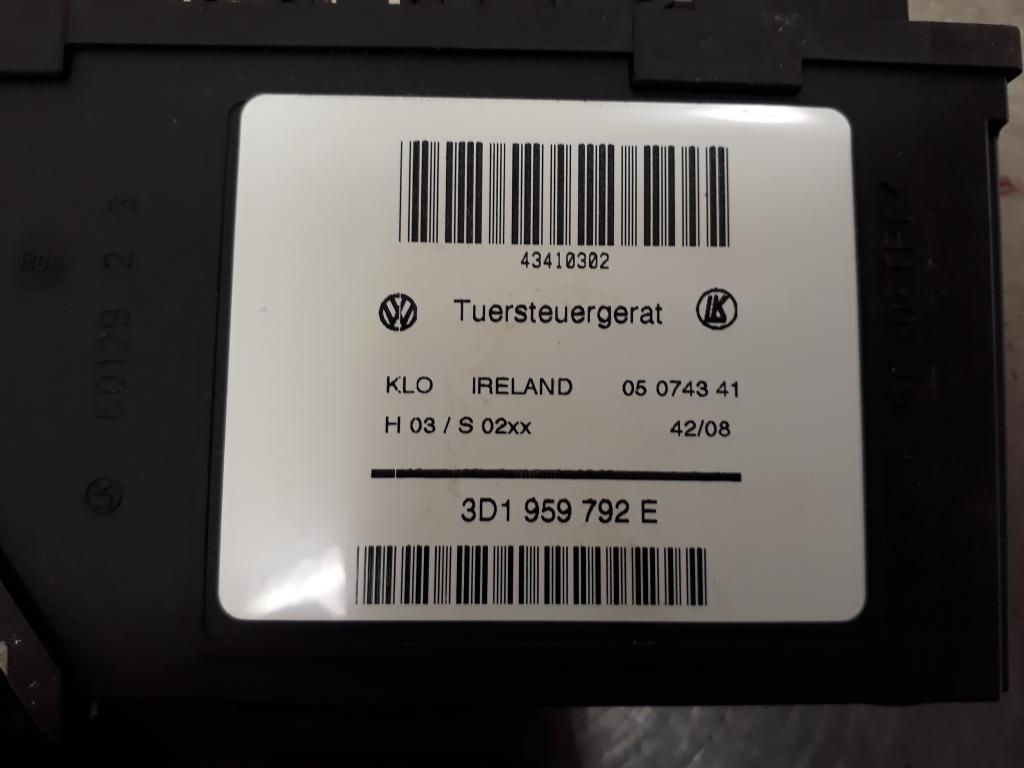 43410302
Tuersteuergerat
KLO IRELAND 05 0743 41
H 03 / S 02xx 42/08
3D1 959 792 E